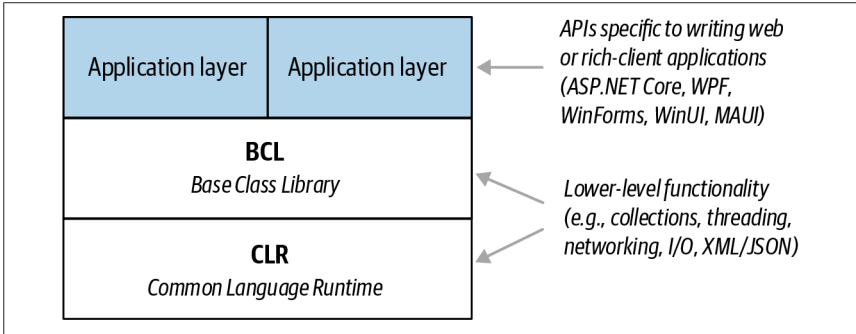 Application layer
Application layer
APIs specific to writing web
or rich-client applications
(ASP.NET Core, WPF,
WinForms, WinUI, MAUI)
BCL
Base Class Library
Lower-level functionality
(e.g., collections, threading,
networking, I/O, XML/JSON)
CLR
Common Language Runtime